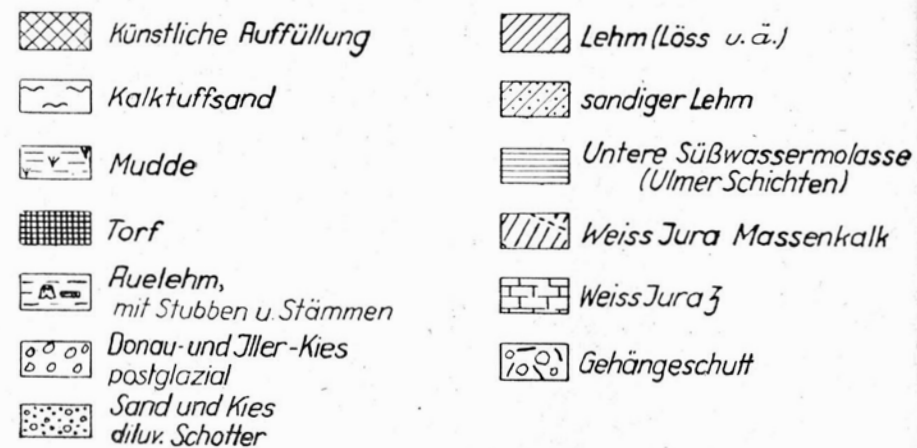 Künstliche Auffüllung
Kalktuffsand
Mudde
Torf
Auelehm,
mit Stubben u. Stämmen
Donau- und Iller-Kies
postglazial
Sand und Kies
diluv. Schotter
Lehm (Löss u. ä.)
sandiger Lehm
Untere Süßwassermolasse
(Ulmer Schichten)
Weiss Jura Massenkalk
Weiss Jura ζ
Gehängeschutt